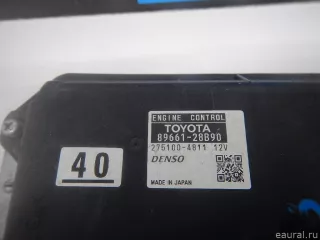 ENGINE CONTROL
TOYOTA
89661-28B90
275100-4811 12V
DENSO
MADE IN JAPAN
40
© eaural.ru